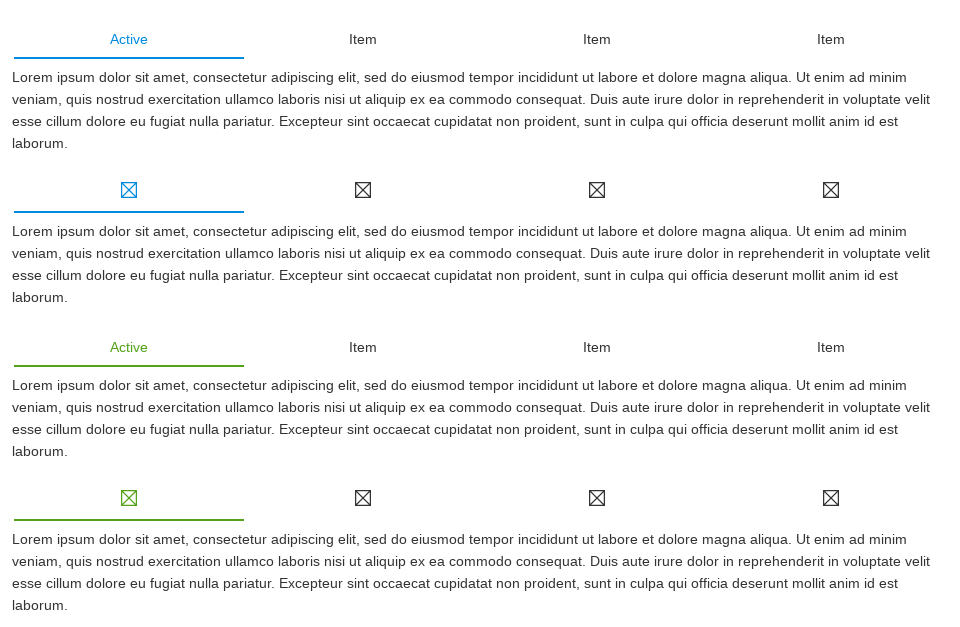 Active Item Item Item
Lorem ipsum dolor sit amet, consectetur adipiscing elit, sed do eiusmod tempor incididunt ut labore et dolore magna aliqua. Ut enim ad minim
veniam, quis nostrud exercitation ullamco laboris nisi ut aliquip ex ea commodo consequat. Duis aute irure dolor in reprehenderit in voluptate velit
esse cillum dolore eu fugiat nulla pariatur. Excepteur sint occaecat cupidatat non proident, sunt in culpa qui officia deserunt mollit anim id est
laborum.
Lorem ipsum dolor sit amet, consectetur adipiscing elit, sed do eiusmod tempor incididunt ut labore et dolore magna aliqua. Ut enim ad minim
veniam, quis nostrud exercitation ullamco laboris nisi ut aliquip ex ea commodo consequat. Duis aute irure dolor in reprehenderit in voluptate velit
esse cillum dolore eu fugiat nulla pariatur. Excepteur sint occaecat cupidatat non proident, sunt in culpa qui officia deserunt mollit anim id est
laborum.
Active Item Item Item
Lorem ipsum dolor sit amet, consectetur adipiscing elit, sed do eiusmod tempor incididunt ut labore et dolore magna aliqua. Ut enim ad minim
veniam, quis nostrud exercitation ullamco laboris nisi ut aliquip ex ea commodo consequat. Duis aute irure dolor in reprehenderit in voluptate velit
esse cillum dolore eu fugiat nulla pariatur. Excepteur sint occaecat cupidatat non proident, sunt in culpa qui officia deserunt mollit anim id est
laborum.
Lorem ipsum dolor sit amet, consectetur adipiscing elit, sed do eiusmod tempor incididunt ut labore et dolore magna aliqua. Ut enim ad minim
veniam, quis nostrud exercitation ullamco laboris nisi ut aliquip ex ea commodo consequat. Duis aute irure dolor in reprehenderit in voluptate velit
esse cillum dolore eu fugiat nulla pariatur. Excepteur sint occaecat cupidatat non proident, sunt in culpa qui officia deserunt mollit anim id est
laborum.